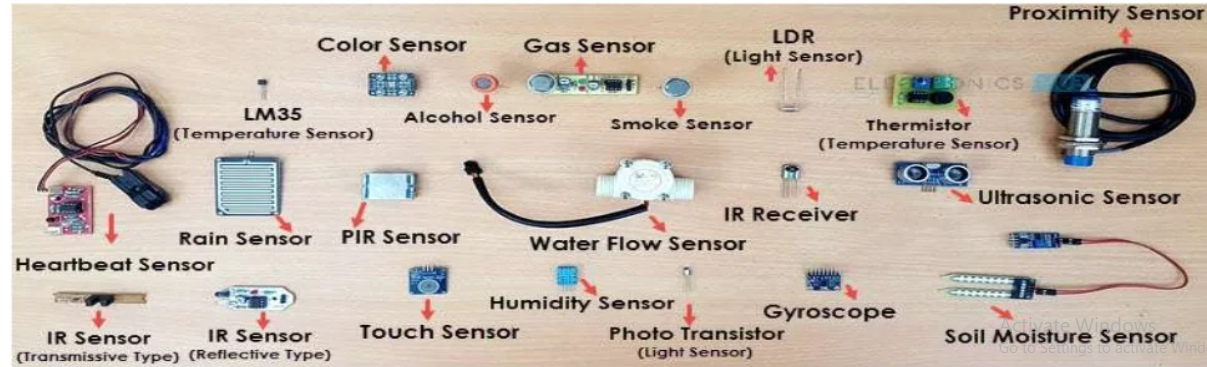 Proximity Sensor
Color Sensor
Gas Sensor
LDR
(Light Sensor)
ELECTRONICS HUB
LM35
(Temperature Sensor)
Alcohol Sensor
Smoke Sensor
Thermistor
(Temperature Sensor)
Rain Sensor
PIR Sensor
Water Flow Sensor
IR Receiver
Ultrasonic Sensor
Heartbeat Sensor
IR Sensor
(Transmissive Type)
IR Sensor
(Reflective Type)
Touch Sensor
Humidity Sensor
Photo Transistor
(Light Sensor)
Gyroscope
Soil Moisture Sensor
Activate Windows
Go to Settings to activate Wind